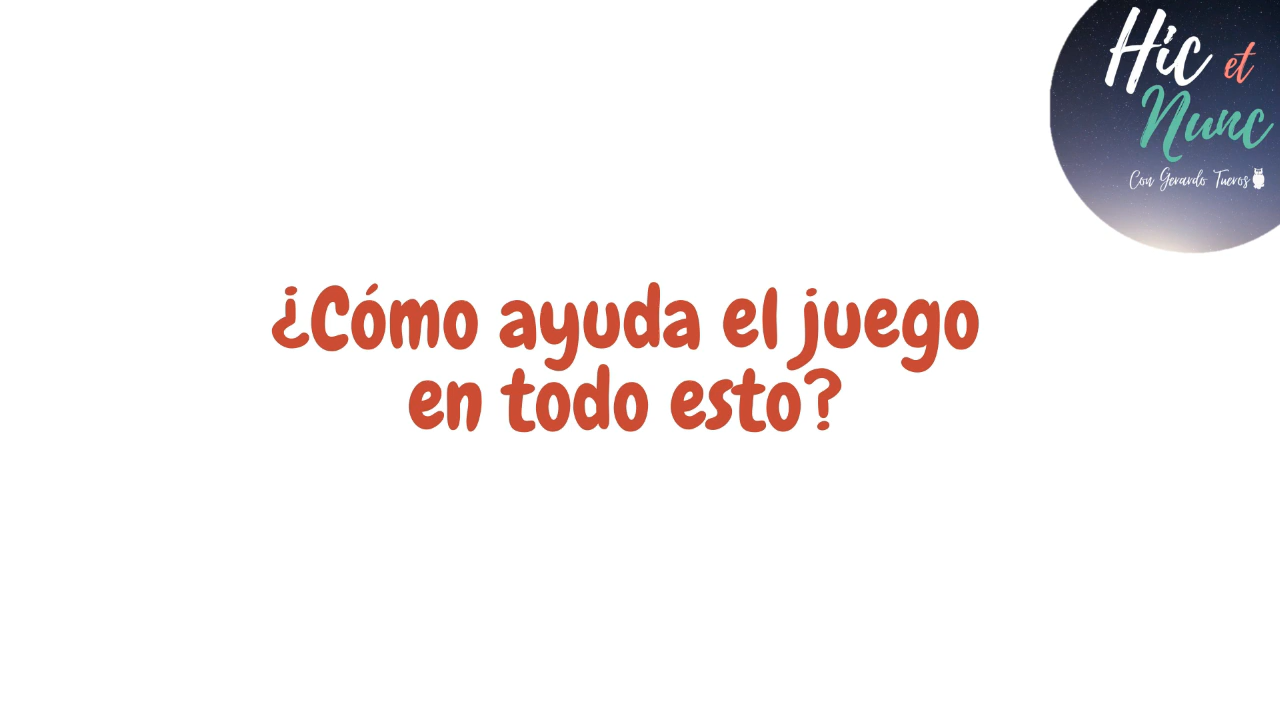 Hic et
Nunc
Con Gerardo Tueros
¿Cómo ayuda el juego
en todo esto?